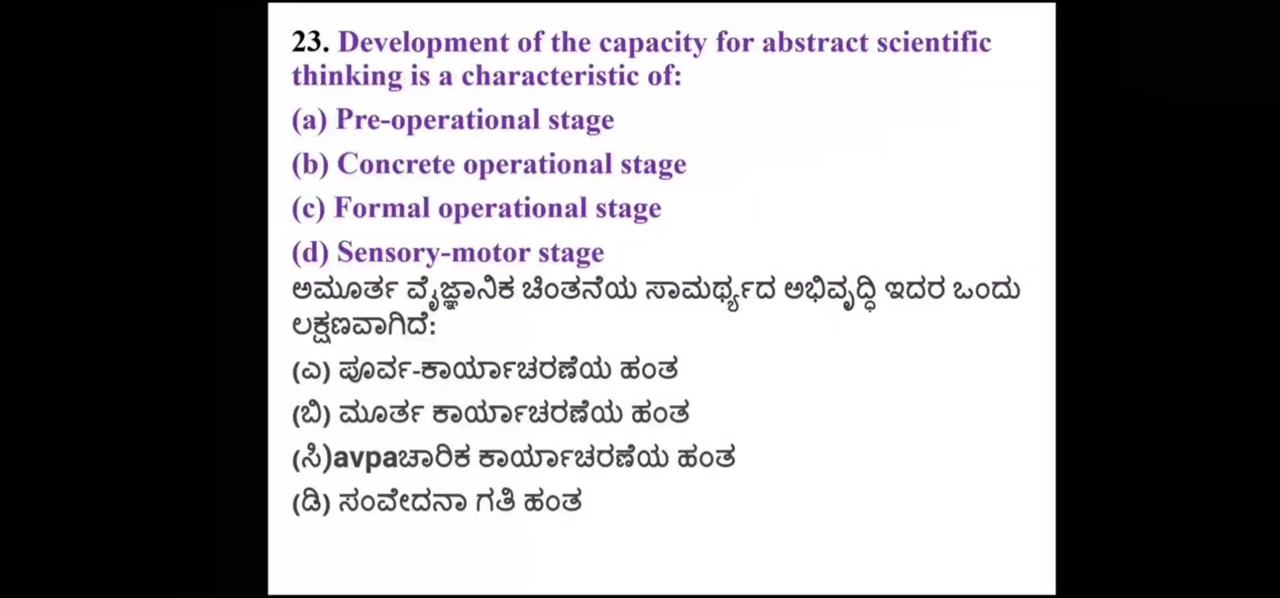 23. Development of the capacity for abstract scientific
thinking is a characteristic of:
(a) Pre-operational stage
(b) Concrete operational stage
(c) Formal operational stage
(d) Sensory-motor stage
ಅಮೂರ್ತ ವೈಜ್ಞಾನಿಕ ಚಿಂತನೆಯ ಸಾಮರ್ಥ್ಯದ ಅಭಿವೃದ್ಧಿ ಇದರ ಒಂದು
ಲಕ್ಷಣವಾಗಿದೆ:
(ಎ) ಪೂರ್ವ-ಕಾರ್ಯಾಚರಣೆಯ ಹಂತ
(ಬಿ) ಮೂರ್ತ ಕಾರ್ಯಾಚರಣೆಯ ಹಂತ
(ಸಿ)avpaಚಾರಿಕ ಕಾರ್ಯಾಚರಣೆಯ ಹಂತ
(ಡಿ) ಸಂವೇದನಾ ಗತಿ ಹಂತ